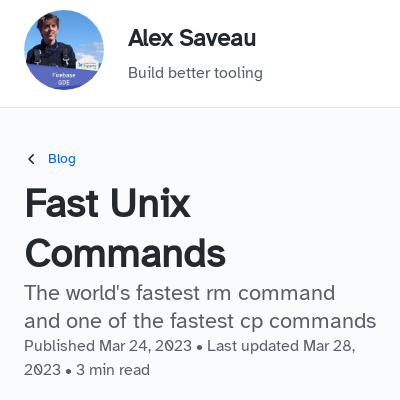 Alex Saveau
Build better tooling
Firebase
GDE
Blog
Fast Unix
Commands
The world's fastest rm command
and one of the fastest cp commands
Published Mar 24, 2023 • Last updated Mar 28,
2023 • 3 min read